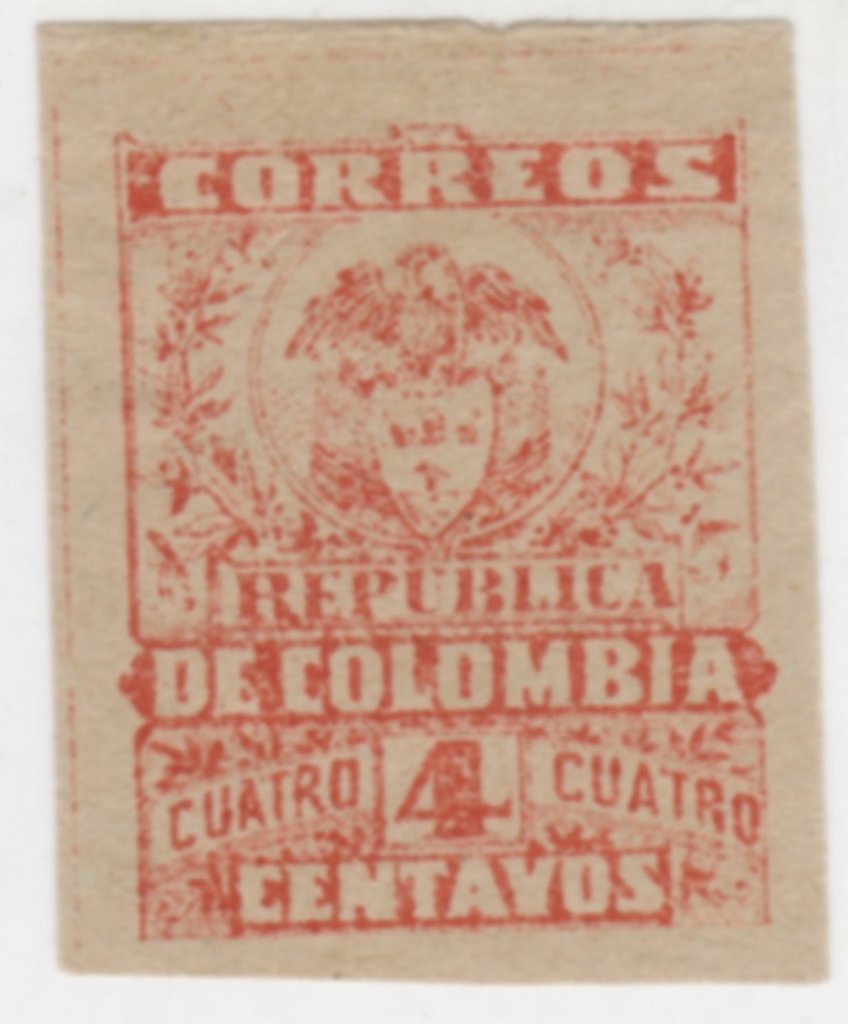 CORREOS
REPUBLICA
DE COLOMBIA
CUATRO 4 CUATRO
CENTAVOS